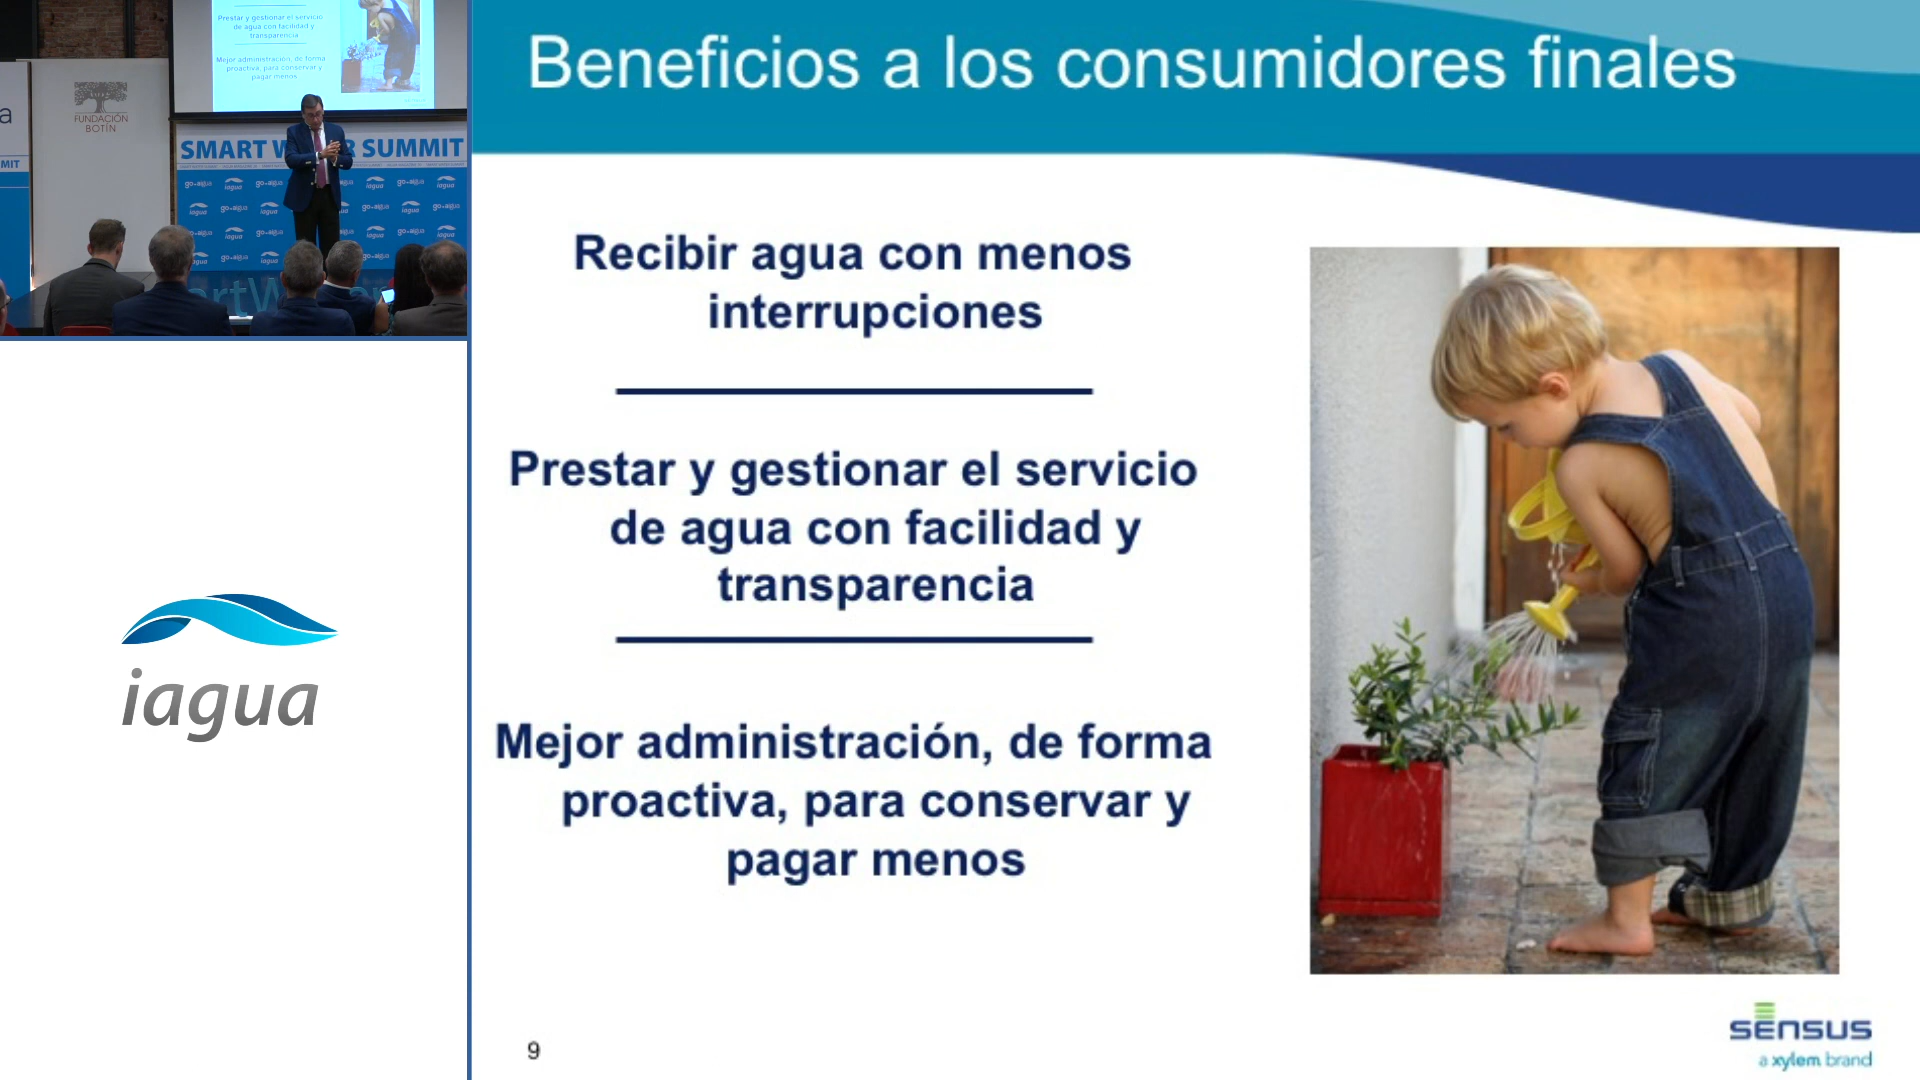 Prestar y gestionar el servicio
de agua con facilidad y
transparencia
Mejor administración, de forma
proactiva, para conservar y
pagar menos
a
FUNDACIÓN
BOTÍN
MIT
SMART W R SUMMIT
go·agua
iagua
iagua
Beneficios a los consumidores finales
Recibir agua con menos
interrupciones
Prestar y gestionar el servicio
de agua con facilidad y
transparencia
Mejor administración, de forma
proactiva, para conservar y
pagar menos
9
sensus
a xylem brand